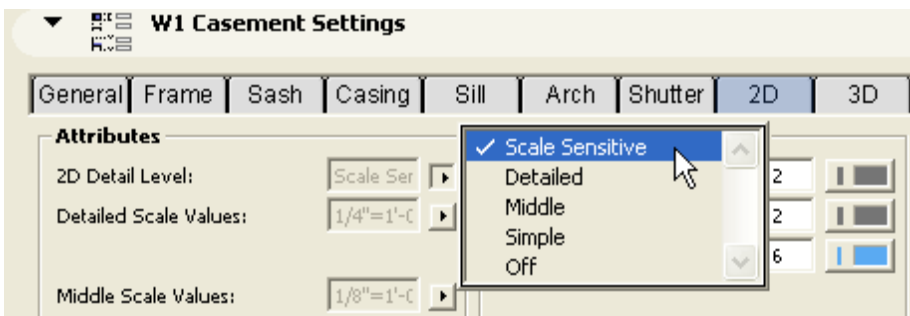 W1 Casement Settings
General Frame Sash Casing Sill Arch Shutter 2D 3D
Attributes
2D Detail Level: Scale Ser
Detailed Scale Values: 1/4"=1'-0
Middle Scale Values: 1/8"=1'-0
Scale Sensitive
Detailed
Middle
Simple
Off
2
2
6